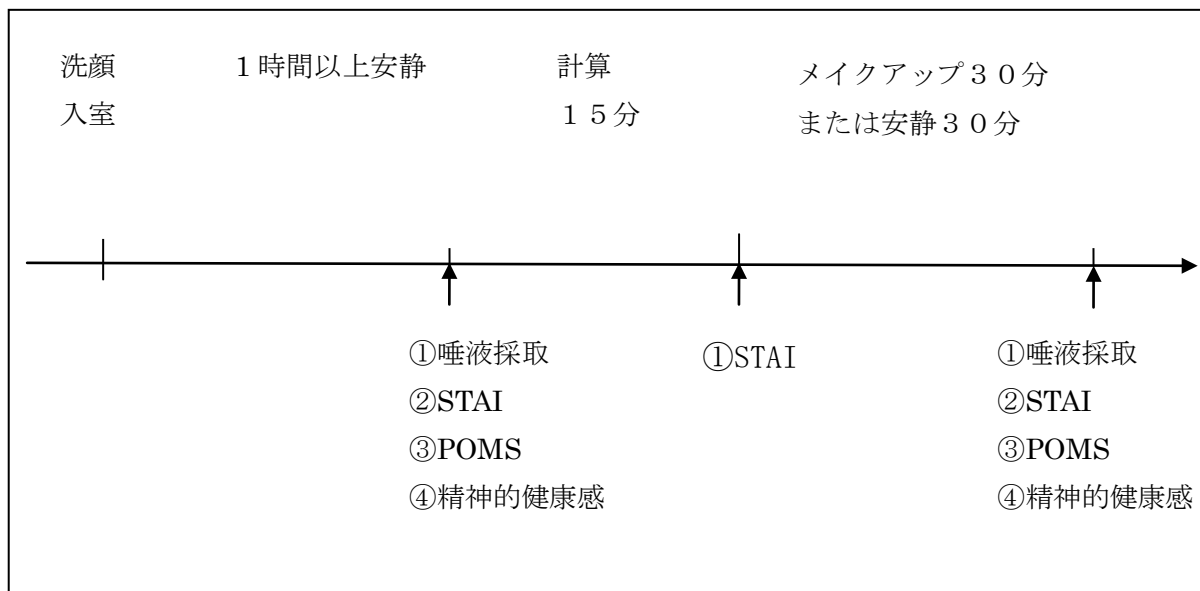 洗顔
入室
１時間以上安静
計算
１５分
メイクアップ３０分
または安静３０分
①唾液採取
②STAI
③POMS
④精神的健康感
①STAI
①唾液採取
②STAI
③POMS
④精神的健康感